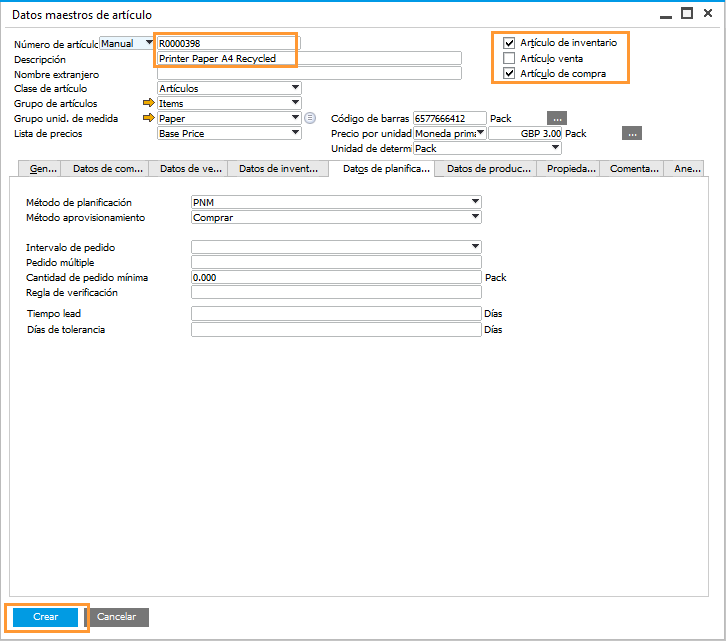 Datos maestros de artículo
Número de artículo Manual R0000398
Artículo de inventario
Descripción Printer Paper A4 Recycled
Artículo venta
Nombre extranjero
Artículo de compra
Clase de artículo Artículos
Grupo de artículos Items
Grupo unid. de medida Paper Código de barras 6577666412 Pack ...
Lista de precios Base Price Precio por unidad Moneda prima GBP 3.00 Pack ...
Unidad de determi Pack
Gen... Datos de com... Datos de ve... Datos de invent... Datos de planifica... Datos de produc... Propieda... Comenta... Ane...
Método de planificación PNM
Método aprovisionamiento Comprar
Intervalo de pedido
Pedido múltiple
Cantidad de pedido mínima 0.000 Pack
Regla de verificación
Tiempo lead Días
Días de tolerancia Días
Crear Cancelar